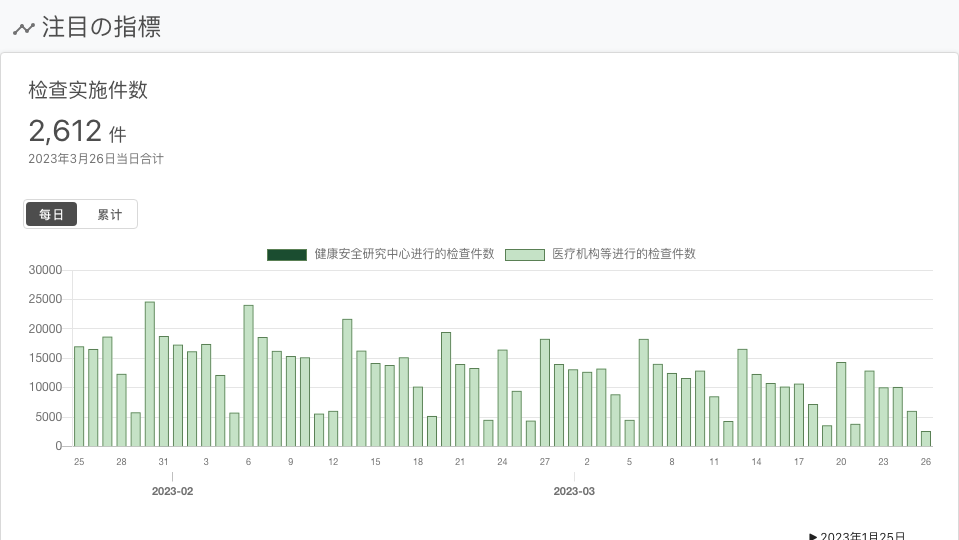 注目の指標
检查实施件数
2,612 件
2023年3月26日当日合计
每日 累计
健康安全研究中心进行的检查件数 医疗机构等进行的检查件数
30000
25000
20000
15000
10000
5000
0
25 28 31 3 6 9 12 15 18 21 24 27 2 5 8 11 14 17 20 23 26
2023-02 2023-03
▶ 2023年1月25日